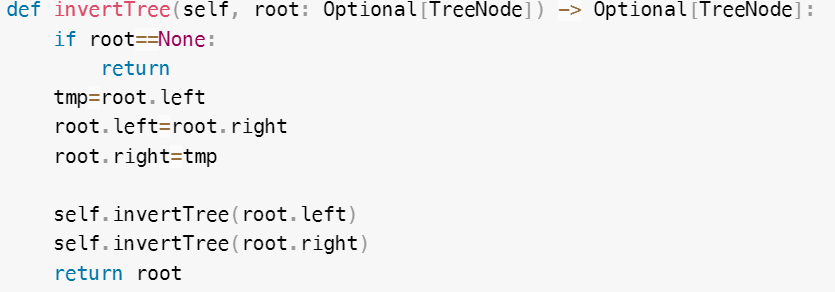 def invertTree(self, root: Optional[TreeNode]) -> Optional[TreeNode]:
    if root==None:
        return
    tmp=root.left
    root.left=root.right
    root.right=tmp

    self.invertTree(root.left)
    self.invertTree(root.right)
    return root